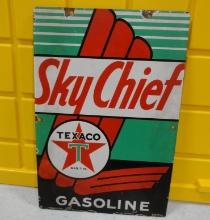 Sky Chief
TEXACO
T
GASOLINE